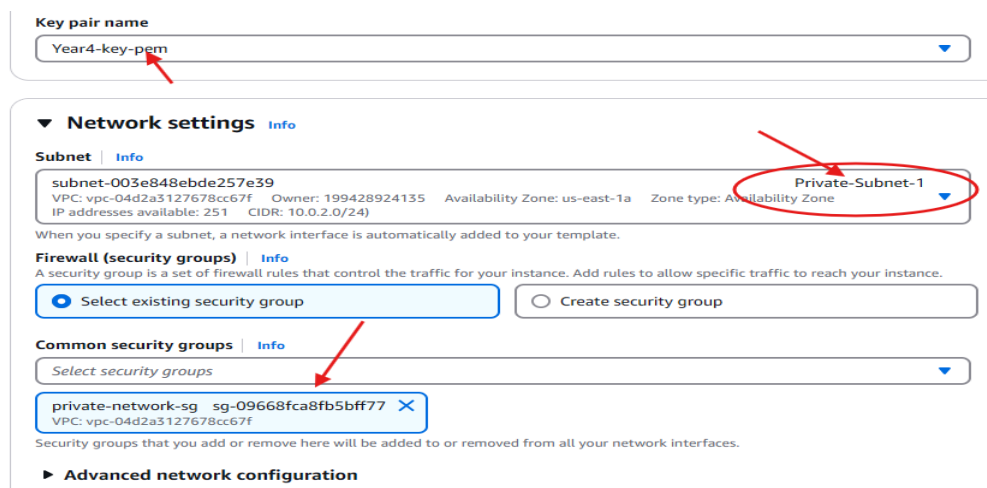 Key pair name
Year4-key-pem
Network settings Info
Subnet Info
subnet-003e848ebde257e39 Private-Subnet-1
VPC: vpc-04d2a3127678cc67f Owner: 199428924135 Availability Zone: us-east-1a Zone type: Availability Zone
IP addresses available: 251 CIDR: 10.0.2.0/24)
When you specify a subnet, a network interface is automatically added to your template.
Firewall (security groups) Info
A security group is a set of firewall rules that control the traffic for your instance. Add rules to allow specific traffic to reach your instance.
Select existing security group Create security group
Common security groups Info
Select security groups
private-network-sg sg-09668fca8fb5bff77
VPC: vpc-04d2a3127678cc67f
Security groups that you add or remove here will be added to or removed from all your network interfaces.
Advanced network configuration